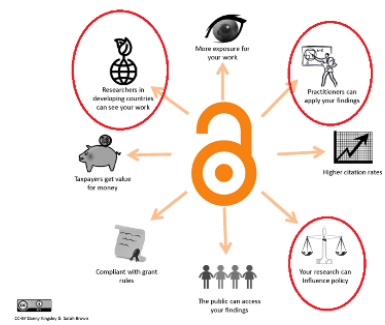 More exposure for
your work
Researchers in
developing countries
can see your work
Practitioners can
apply your findings
Taxpayers get value
for money
Higher citation rates
Compliant with grant
rules
The public can access
your findings
Your research can
influence policy
CC-BY Danny Kingsley & Sarah Brown